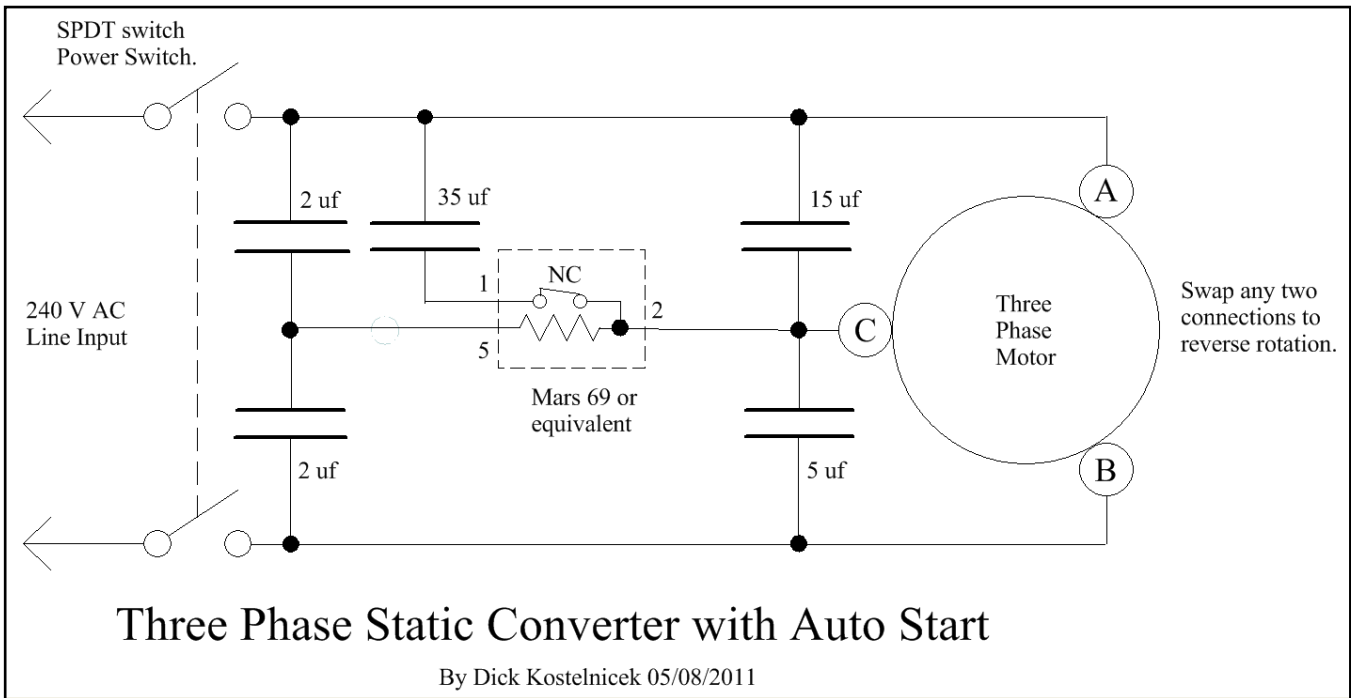 SPDT switch
Power Switch.
2 uf
35 uf
15 uf
A
NC
1
2
240 V AC
Line Input
5
C
Three
Phase
Motor
Swap any two
connections to
reverse rotation.
Mars 69 or
equivalent
2 uf
5 uf
B
Three Phase Static Converter with Auto Start
By Dick Kostelnicek 05/08/2011